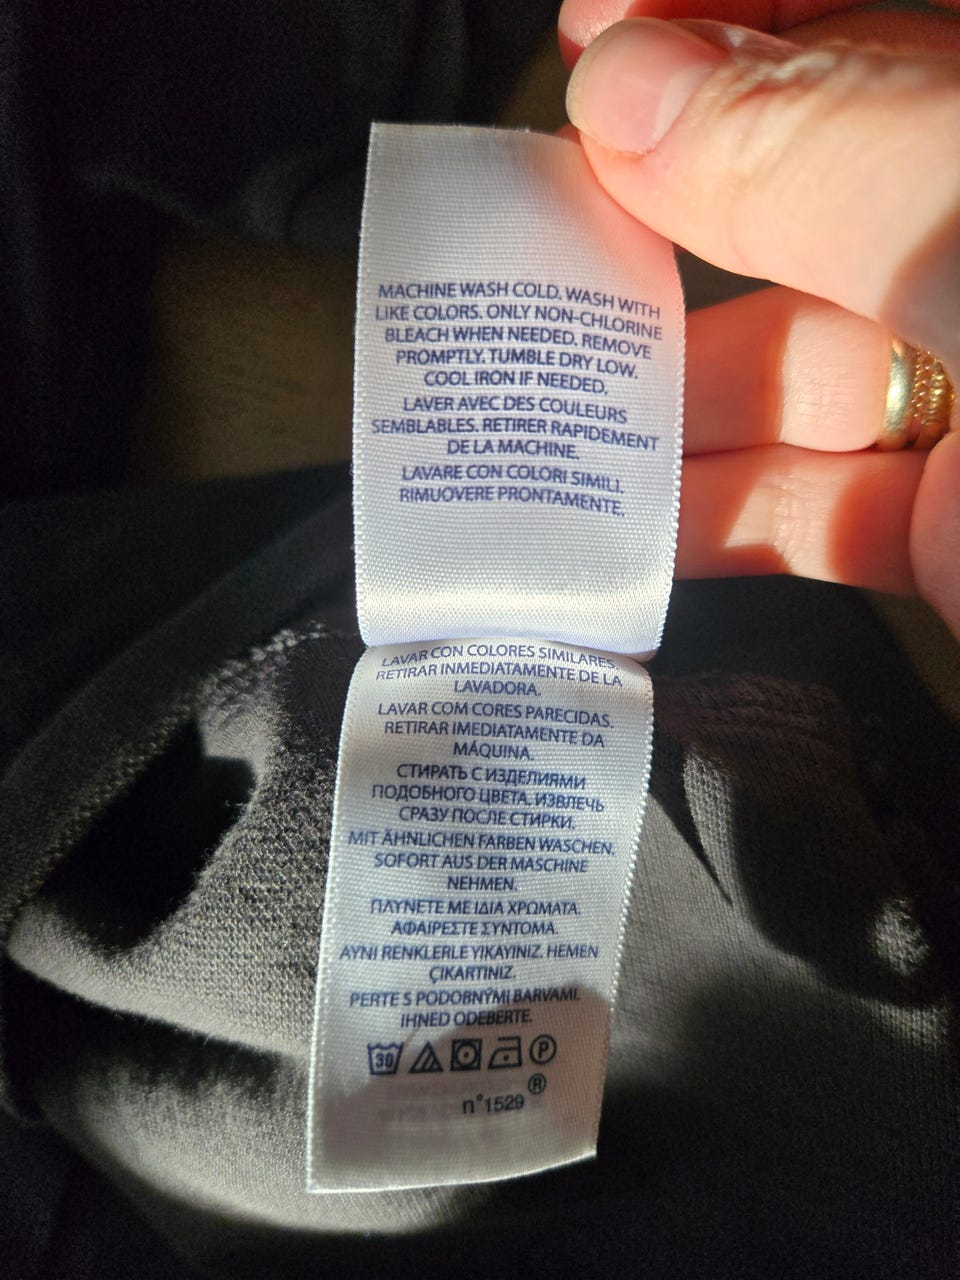 MACHINE WASH COLD. WASH WITH
LIKE COLORS. ONLY NON-CHLORINE
BLEACH WHEN NEEDED. REMOVE
PROMPTLY. TUMBLE DRY LOW.
COOL IRON IF NEEDED.
LAVER AVEC DES COULEURS
SEMBLABLES. RETIRER RAPIDEMENT
DE LA MACHINE.
LAVARE CON COLORI SIMILI.
RIMUOVERE PRONTAMENTE.
LAVAR CON COLORES SIMILARES.
RETIRAR INMEDIATAMENTE DE LA
LAVADORA.
LAVAR COM CORES PARECIDAS.
RETIRAR IMEDIATAMENTE DA
MÁQUINA.
СТИРАТЬ С ИЗДЕЛИЯМИ
ПОДОБНОГО ЦВЕТА. ИЗВЛЕЧЬ
СРАЗУ ПОСЛЕ СТИРКИ.
MIT ÄHNLICHEN FARBEN WASCHEN.
SOFORT AUS DER MASCHINE
NEHMEN.
ΠΛΥΝΕΤΕ ΜΕ ΙΔΙΑ ΧΡΩΜΑΤΑ.
ΑΦΑΙΡΕΣΤΕ ΣΥΝΤΟΜΑ.
AYNI RENKLERLE YIKAYINIZ. HEMEN
ÇIKARTINIZ.
PERTE S PODOBNÝMI BARVAMI.
IHNED ODEBERTE.
30 P
n°1529 ®